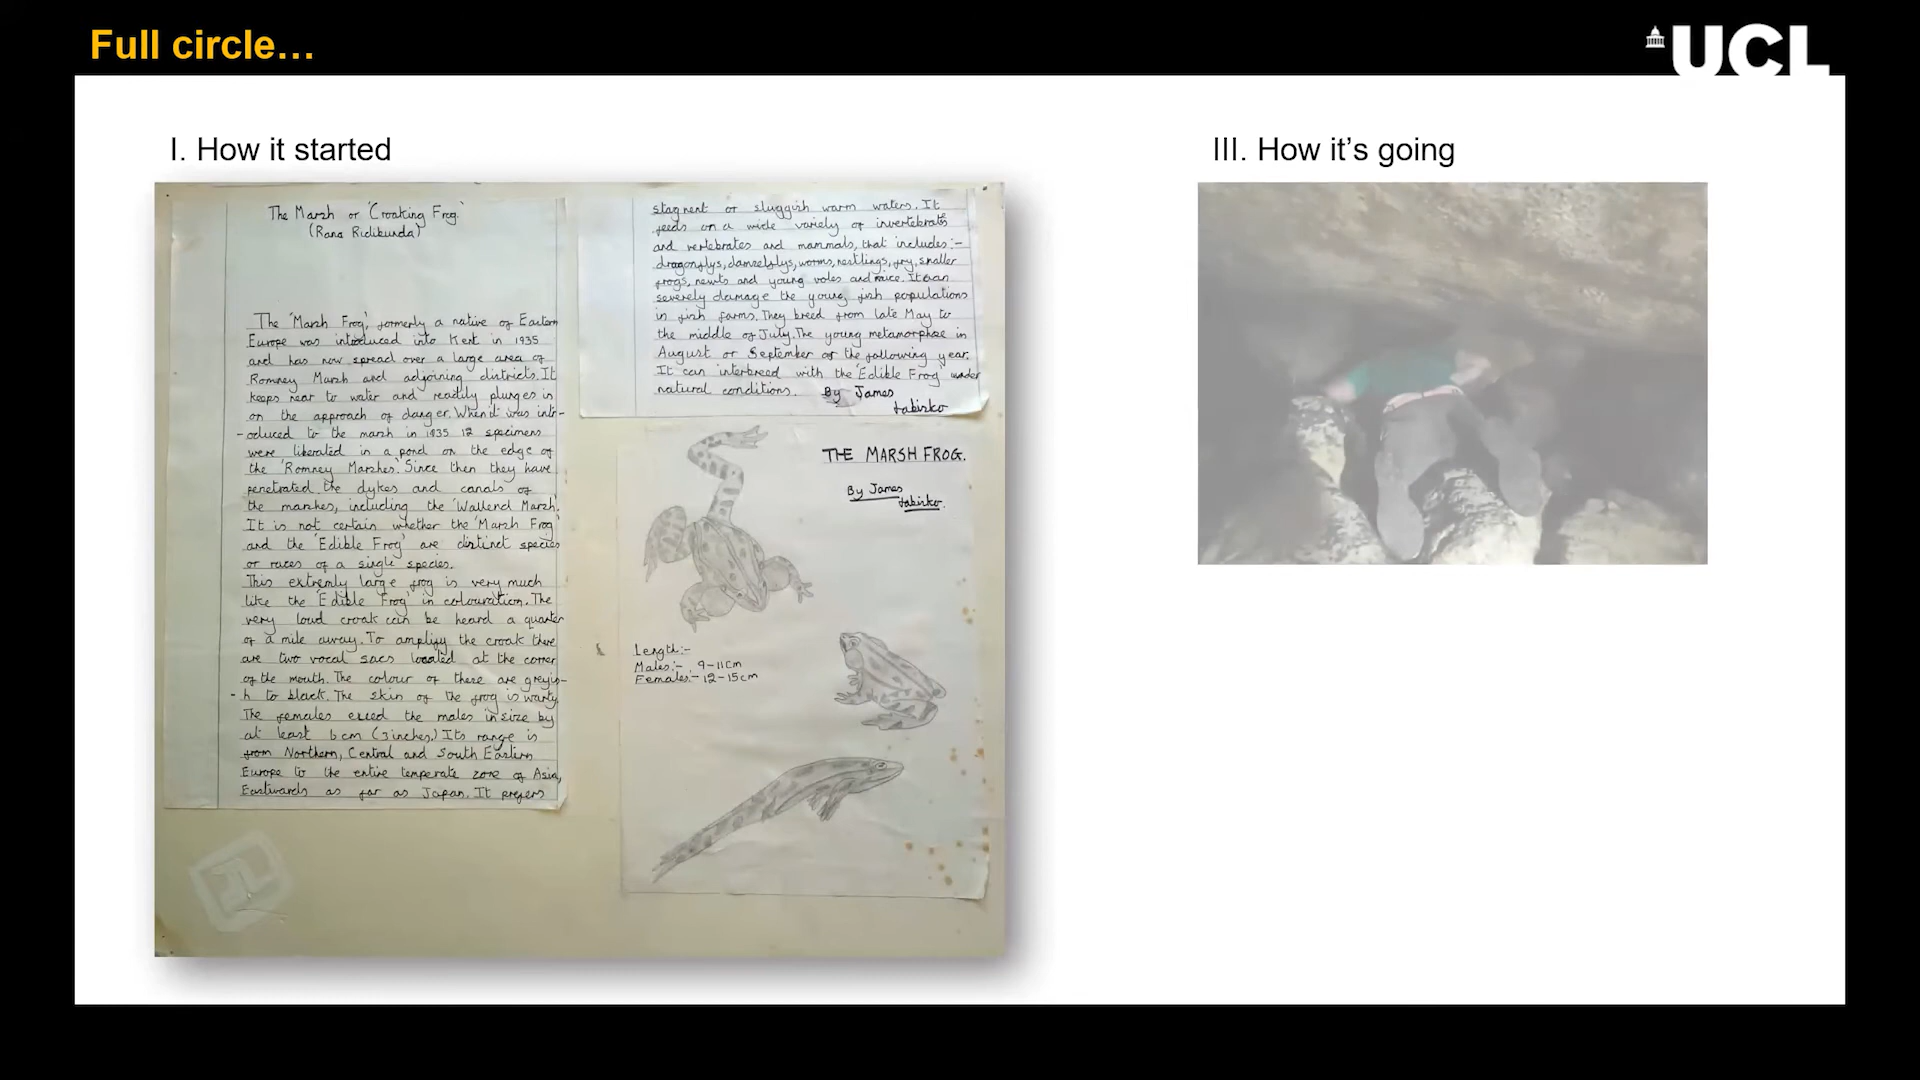 Full circle...
UCL
I. How it started
III. How it's going
The Marsh or 'Croaking Frog.'
(Rana Ridibunda)
The 'Marsh Frog', formerly a native of Eastern
Europe was introduced into Kent in 1935
and has now spread over a large area of
Romney Marsh and adjoining districts. It
keeps near to water and readily plunges in
on the approach of danger. When it was intr-
-oduced to the marsh in 1935 12 specimens
were liberated in a pond on the edge of
the 'Romney Marshes'. Since then they have
penetrated the dykes and canals of
the marshes, including the 'Wallend Marsh'.
It is not certain whether the 'Marsh Frog'
and the 'Edible Frog' are distinct species
or races of a single species.
This extremly large frog is very much
like the 'Edible Frog' in colouration. The
very loud croak can be heard a quarter
of a mile away. To amplify the croak there
are two vocal sacs located at the corner
of the mouth. The colour of these are greyis-
-h to black. The skin of the frog is warty.
The females exeed the males in size by
at least 6cm (3inches.) Its range is
from Northern, Central and South Eastern
Europe to the entire temperate zone of Asia,
Eastwards as far as Japan. It prefers
stagnent or sluggish warm waters. It
feeds on a wide variety of invertebrats
and vertebrates and mammals, that includes:-
dragonflys, damzelflys, worms, nestlings, fry, smaller
frogs, newts and young voles and mice. It can
severely damage the young fish populations
in fish farms. They breed from late May to
the middle of July. The young metamorphse in
August or September of the following year.
It can interbreed with the 'Edible Frog' under
natural conditions. By James
Labisko
THE MARSH FROG.
By James
Labisko.
Length:-
Males:- 9-11cm
Females:- 12-15cm